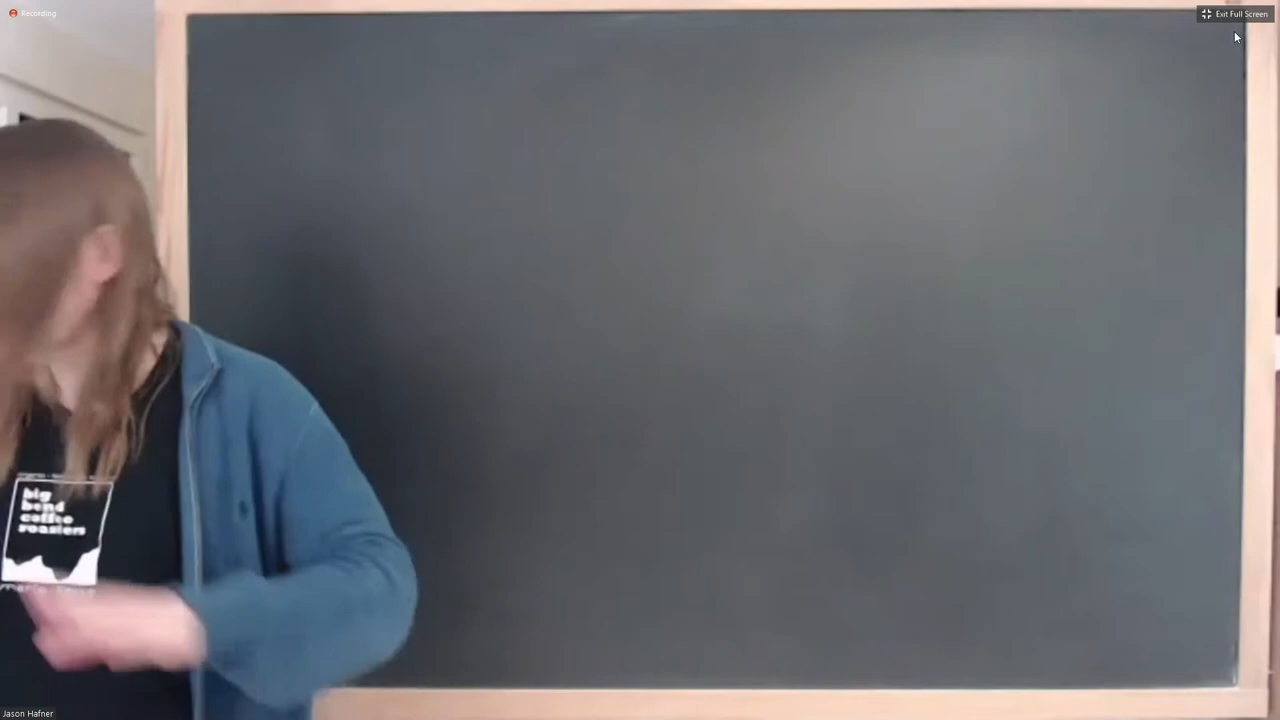 Recording
Exit Full Screen
big
bend
coffee
roasters
Jason Hafner